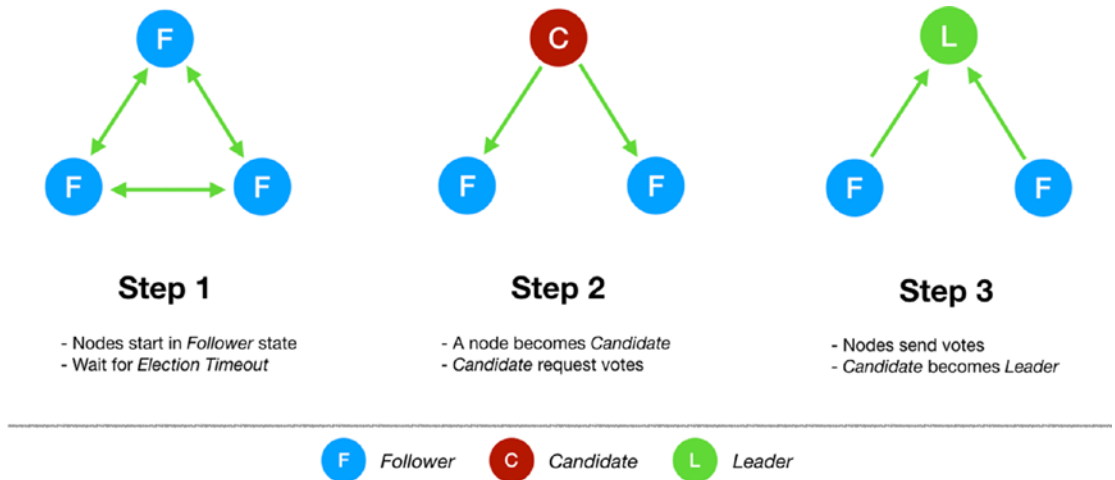 F
C
L
F
F
F
F
F
F
Step 1
Step 2
Step 3
- Nodes start in Follower state
- Wait for Election Timeout
- A node becomes Candidate
- Candidate request votes
- Nodes send votes
- Candidate becomes Leader
F Follower C Candidate L Leader